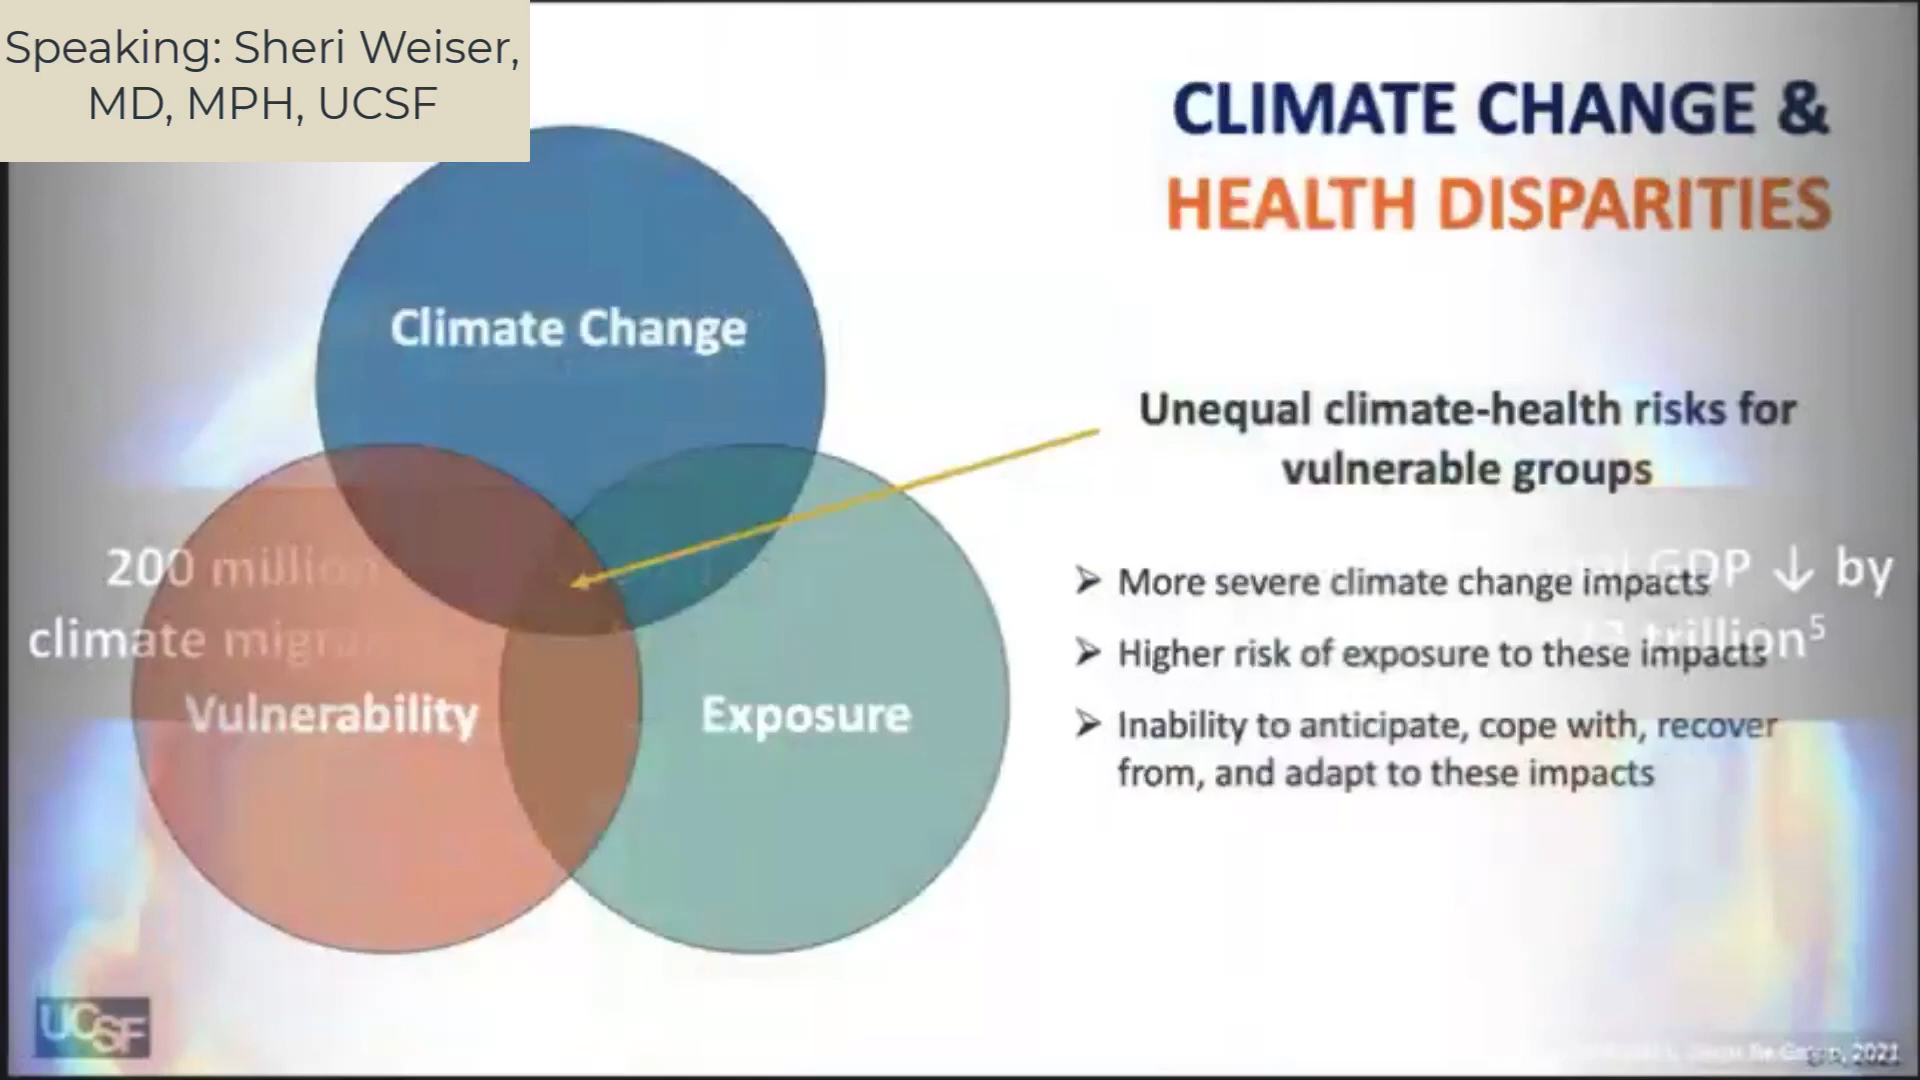 Speaking: Sheri Weiser,
MD, MPH, UCSF
CLIMATE CHANGE &
HEALTH DISPARITIES
Climate Change
Vulnerability
Exposure
Unequal climate-health risks for
vulnerable groups
➢ More severe climate change impacts
➢ Higher risk of exposure to these impacts
➢ Inability to anticipate, cope with, recover
from, and adapt to these impacts
200 million
climate
GDP ↓ by
trillion⁵
UCSF
2021